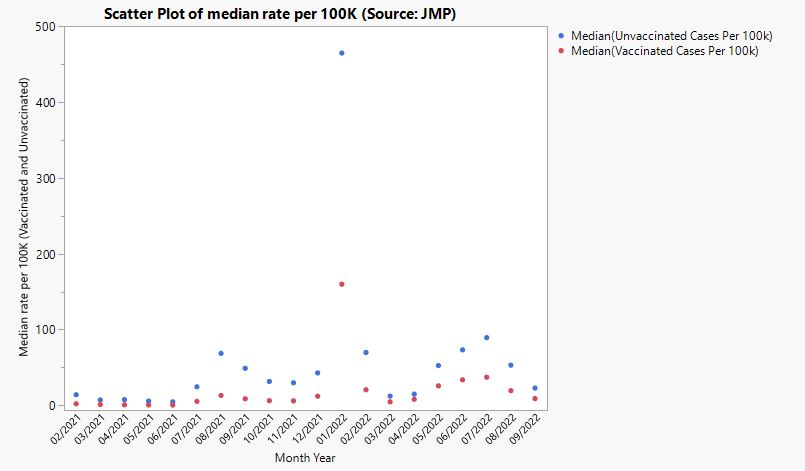 Scatter Plot of median rate per 100K (Source: JMP)
Median(Unvaccinated Cases Per 100k)
Median(Vaccinated Cases Per 100k)
Median rate per 100K (Vaccinated and Unvaccinated)
500
400
300
200
100
0
02/2021 03/2021 04/2021 05/2021 06/2021 07/2021 08/2021 09/2021 10/2021 11/2021 12/2021 01/2022 02/2022 03/2022 04/2022 05/2022 06/2022 07/2022 08/2022 09/2022
Month Year